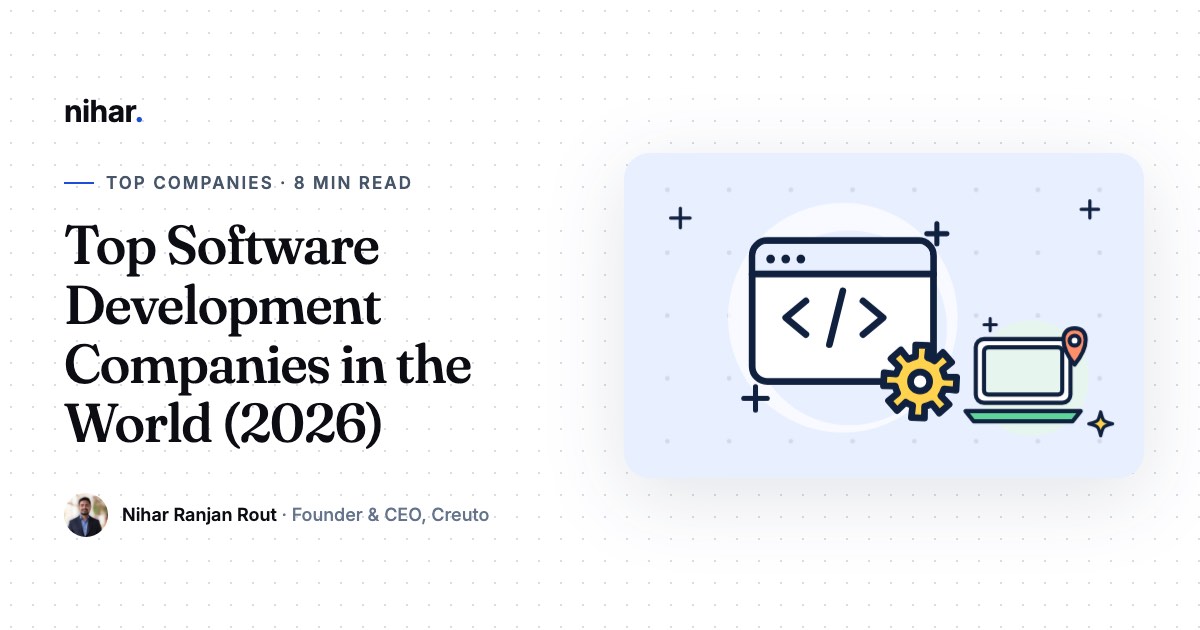 nihar.
TOP COMPANIES · 8 MIN READ
Top Software
Development
Companies in the
World (2026)
Nihar Ranjan Rout · Founder & CEO, Creuto
<//>